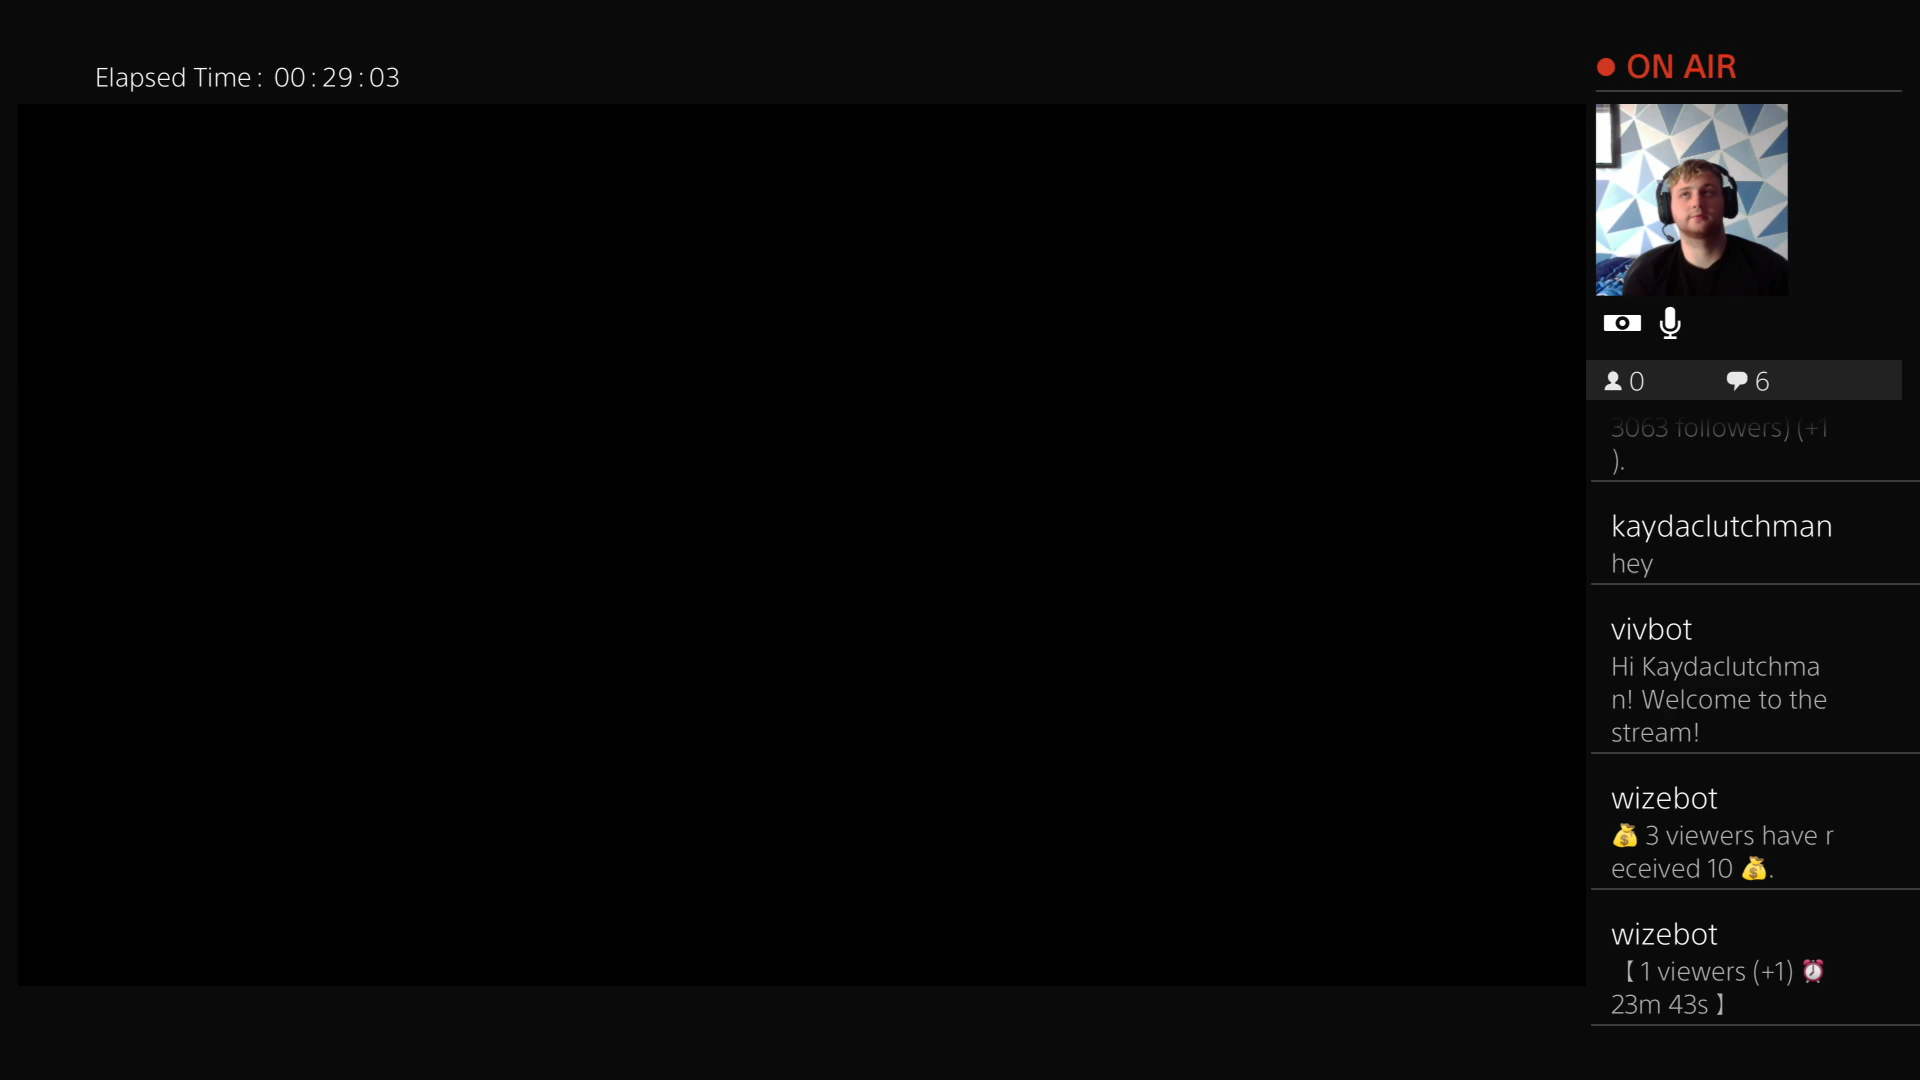 Elapsed Time: 00:29:03
ON AIR
0 6
3063 followers) (+1
).
kaydaclutchman
hey
vivbot
Hi Kaydaclutchma
n! Welcome to the
stream!
wizebot
💰 3 viewers have r
eceived 10 💰.
wizebot
【 1 viewers (+1) ⏰
23m 43s 】